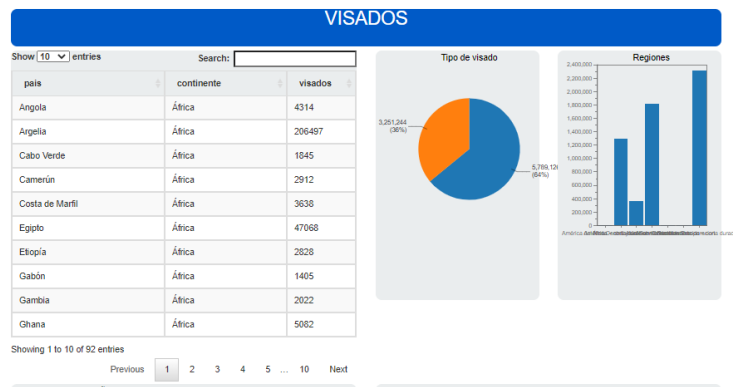 VISADOS
Show 10 entries
Search:
pais continente visados
Angola África 4314
Argelia África 206497
Cabo Verde África 1845
Camerún África 2912
Costa de Marfil África 3638
Egipto África 47068
Etiopía África 2828
Gabón África 1405
Gambia África 2022
Ghana África 5082
Showing 1 to 10 of 92 entries
Previous 1 2 3 4 5 ... 10 Next
Tipo de visado
3,251,244
(36%)
(64%)
Regiones
2,400,000
2,200,000
2,000,000
1,800,000
1,600,000
1,400,000
1,200,000
1,000,000
800,000
600,000
400,000
200,000
0
América